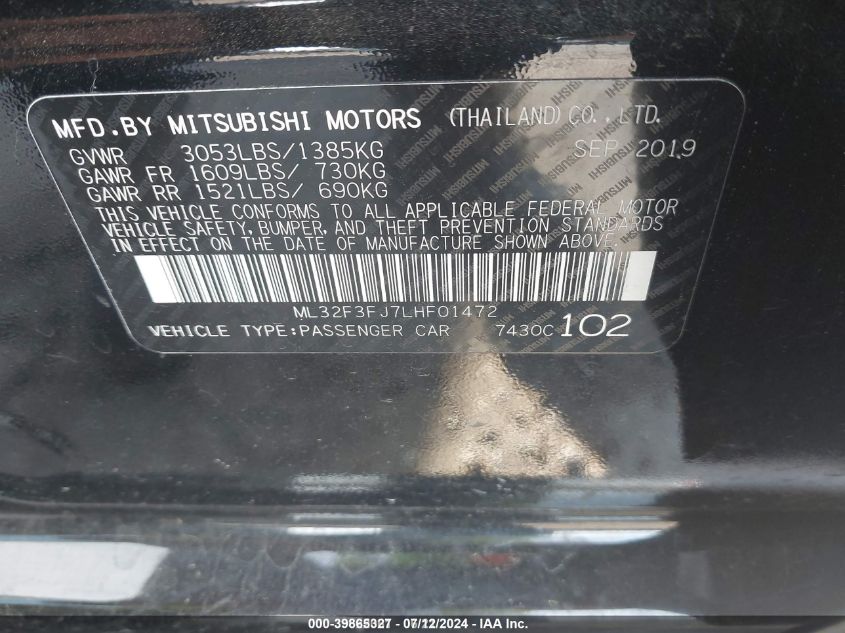 MFD.BY MITSUBISHI MOTORS (THAILAND) CO.,LTD.
GVWR 3053LBS/1385KG SEP 2019
GAWR FR 1609LBS/ 730KG
GAWR RR 1521LBS/ 690KG
THIS VEHICLE CONFORMS TO ALL APPLICABLE FEDERAL MOTOR
VEHICLE SAFETY, BUMPER, AND THEFT PREVENTION STANDARDS
IN EFFECT ON THE DATE OF MANUFACTURE SHOWN ABOVE.
ML32F3FJ7LHF01472
VEHICLE TYPE:PASSENGER CAR 7430C 102
000-39865327 - 07/12/2024 - IAA Inc.